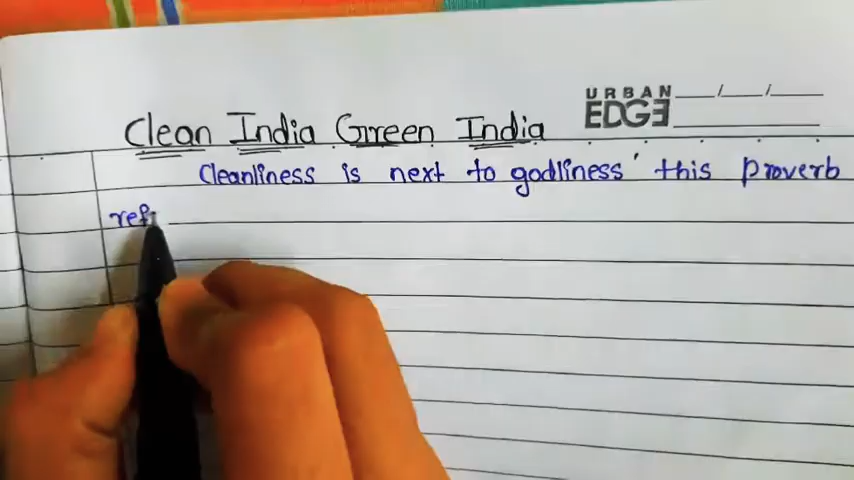 URBAN
EDGE
Clean India Green India
Cleanliness is next to godliness' this proverb
ref